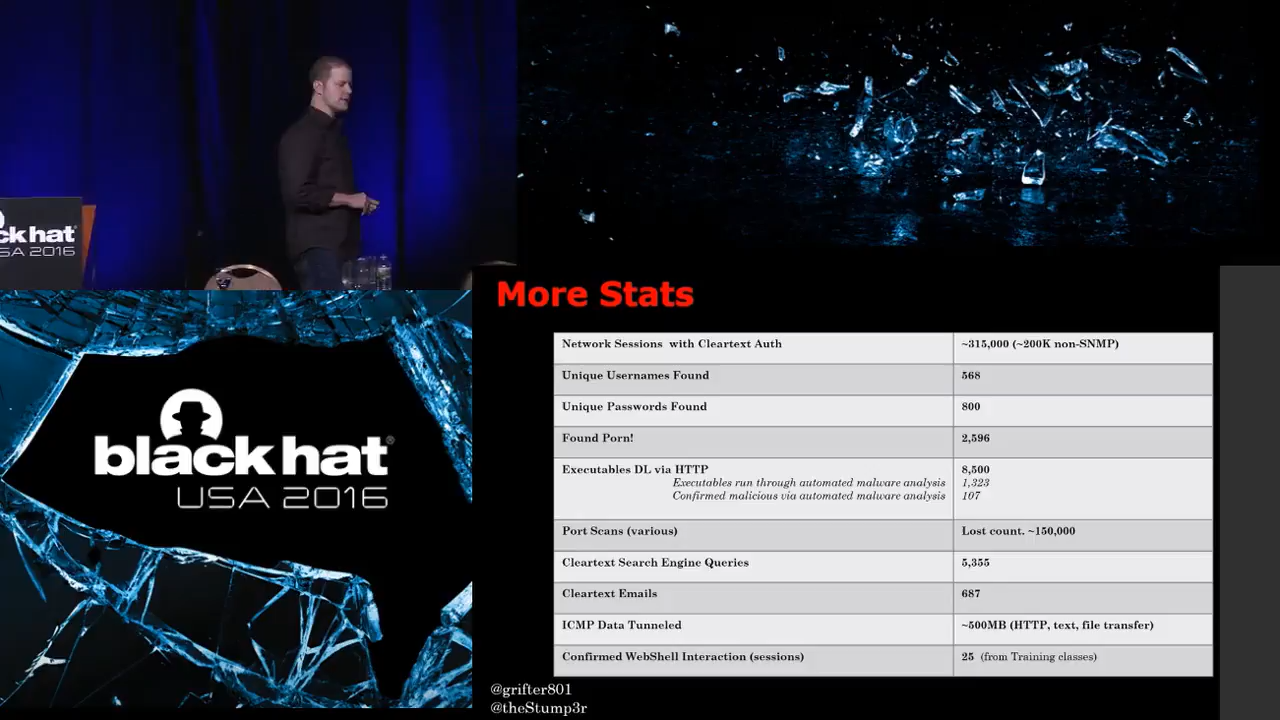 ck hat
SA 2016
black hat®
USA 2016
More Stats
Network Sessions with Cleartext Auth ~315,000 (~200K non-SNMP)
Unique Usernames Found 568
Unique Passwords Found 800
Found Porn! 2,596
Executables DL via HTTP 8,500
Executables run through automated malware analysis 1,323
Confirmed malicious via automated malware analysis 107
Port Scans (various) Lost count. ~150,000
Cleartext Search Engine Queries 5,355
Cleartext Emails 687
ICMP Data Tunneled ~500MB (HTTP, text, file transfer)
Confirmed WebShell Interaction (sessions) 25 (from Training classes)
@grifter801
@theStump3r